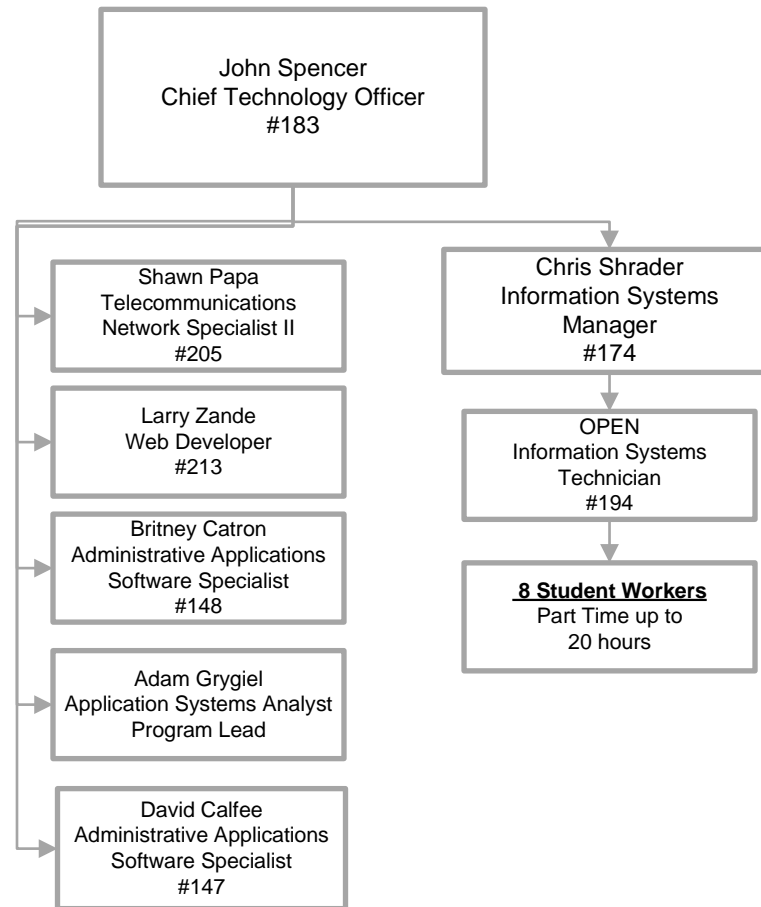 John Spencer
Chief Technology Officer
#183
Shawn Papa
Telecommunications
Network Specialist II
#205
Larry Zande
Web Developer
#213
Britney Catron
Administrative Applications
Software Specialist
#148
Adam Grygiel
Application Systems Analyst
Program Lead
David Calfee
Administrative Applications
Software Specialist
#147
Chris Shrader
Information Systems
Manager
#174
OPEN
Information Systems
Technician
#194
8 Student Workers
Part Time up to
20 hours